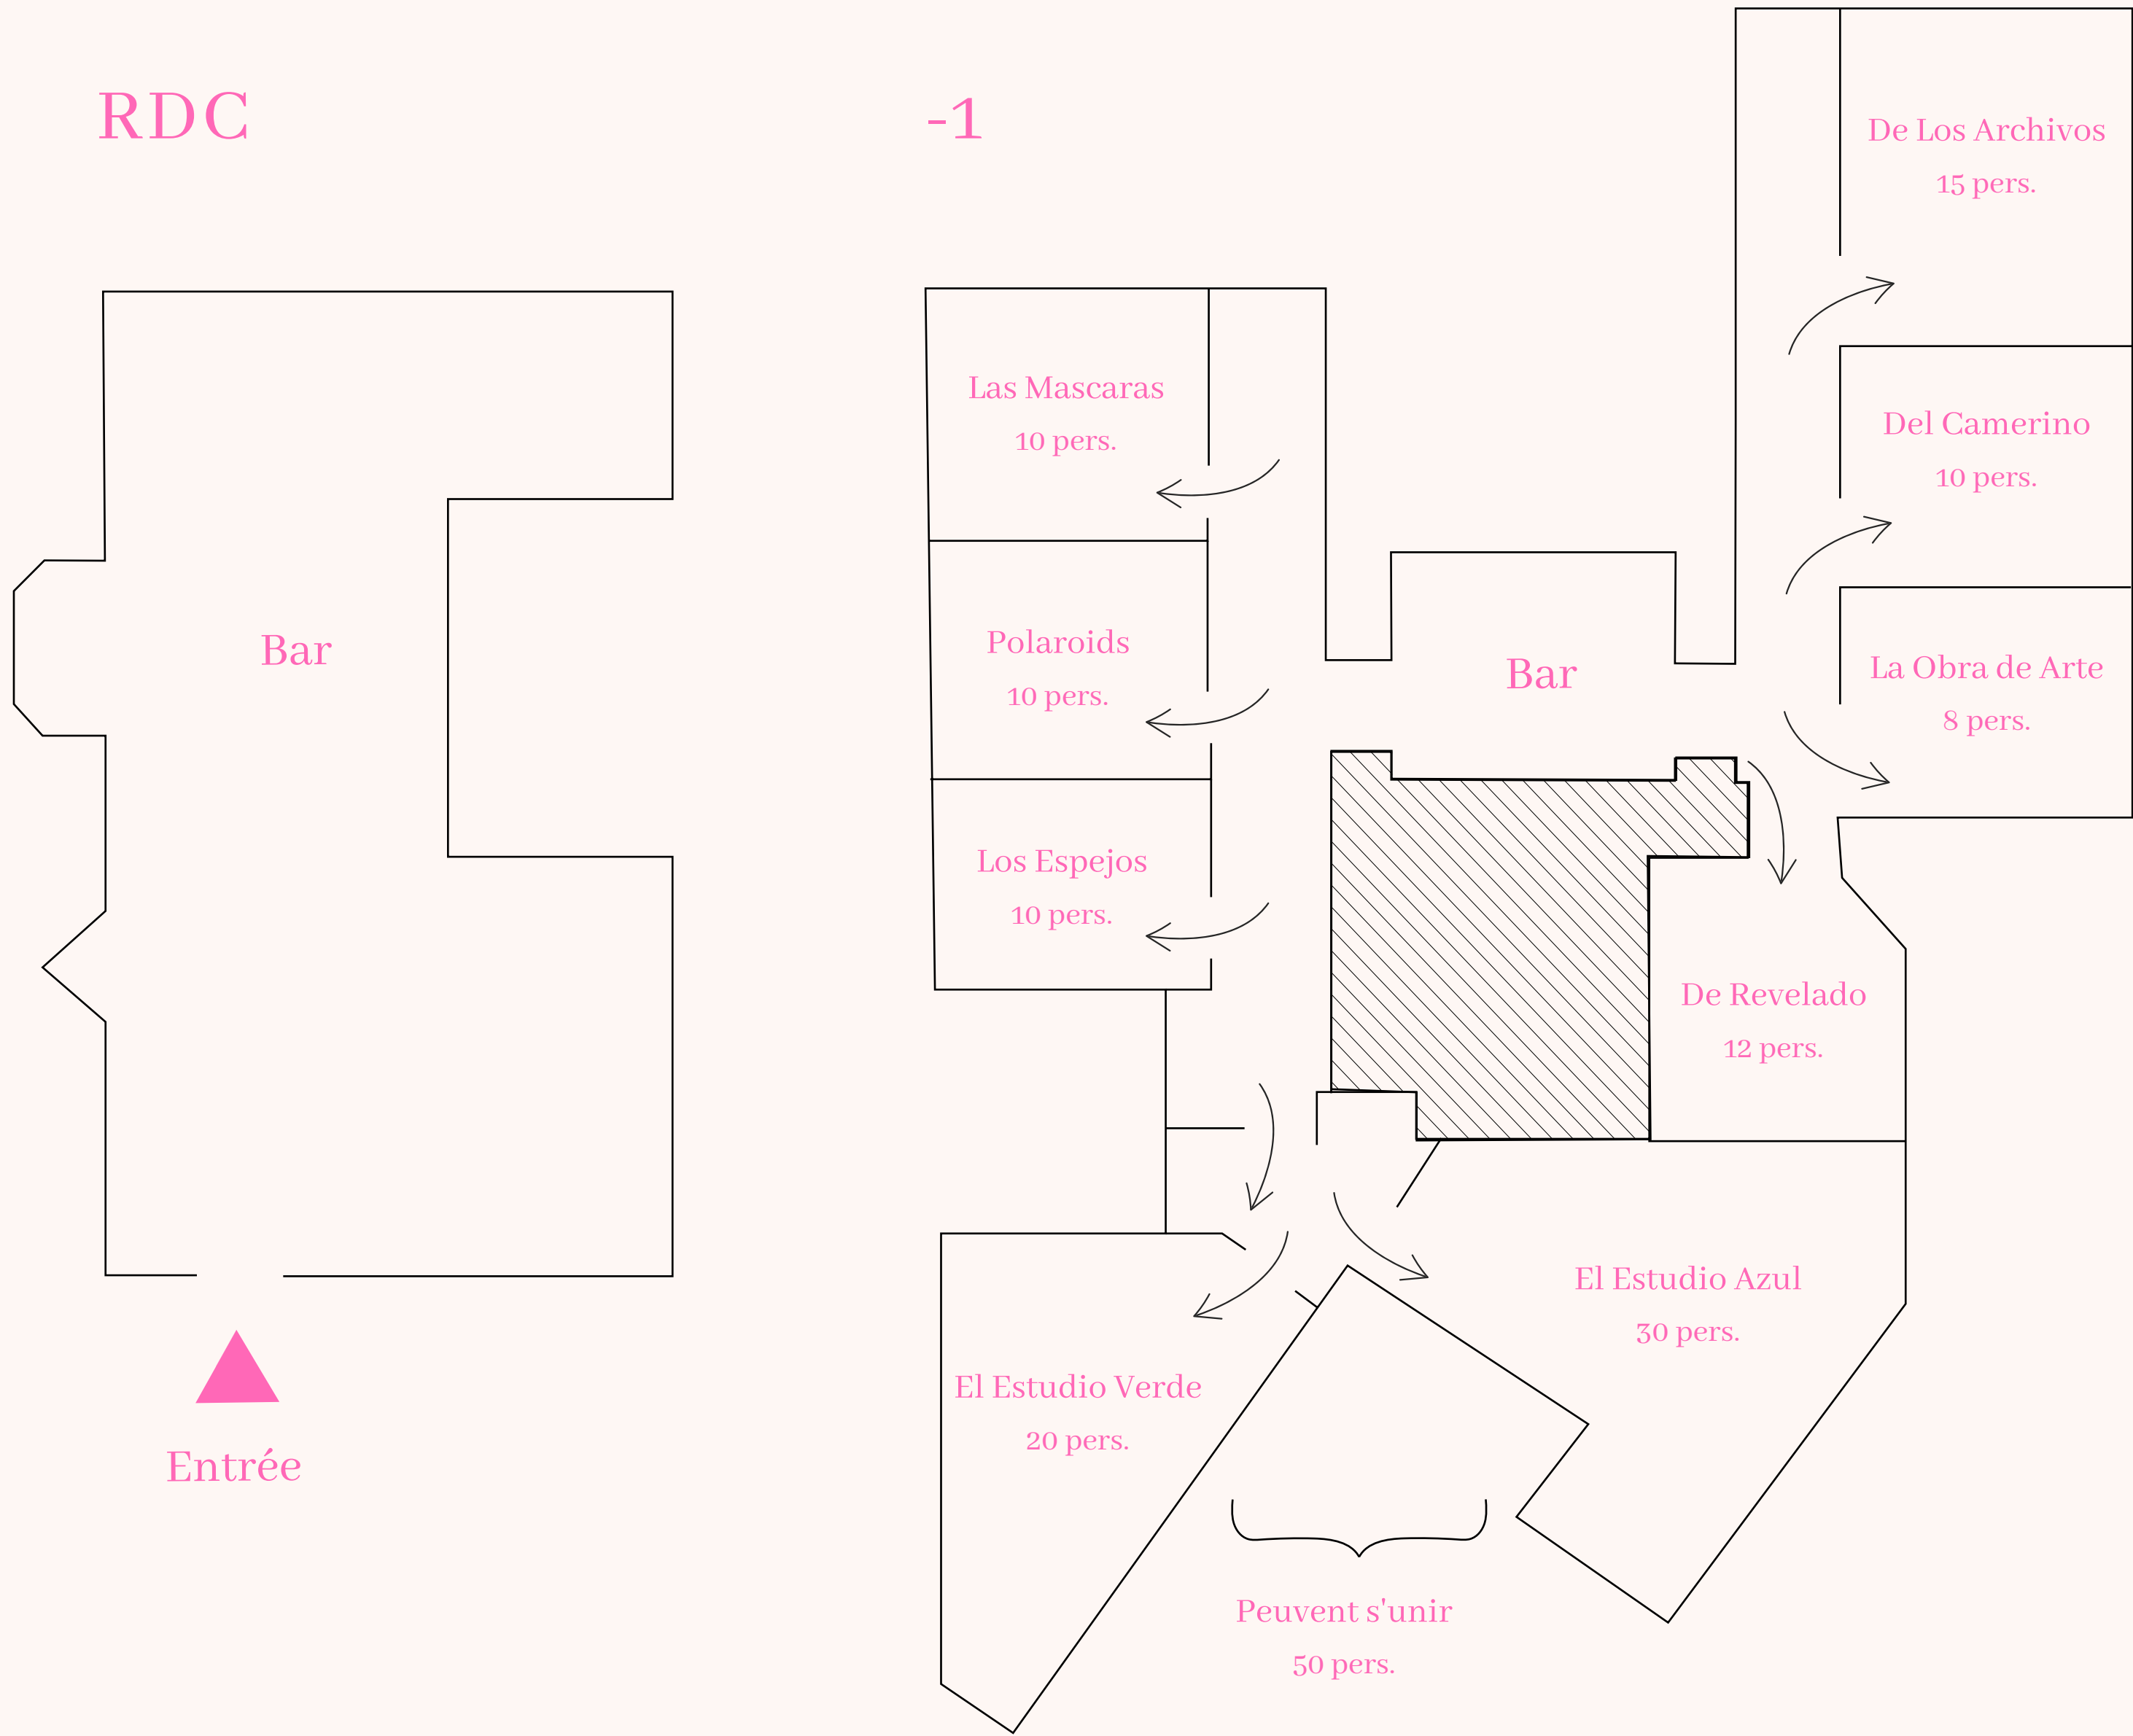 RDC
Bar
Entrée
-1
Las Mascaras
10 pers.
Polaroids
10 pers.
Los Espejos
10 pers.
Bar
De Los Archivos
15 pers.
Del Camerino
10 pers.
La Obra de Arte
8 pers.
De Revelado
12 pers.
El Estudio Azul
30 pers.
El Estudio Verde
20 pers.
Peuvent s'unir
50 pers.